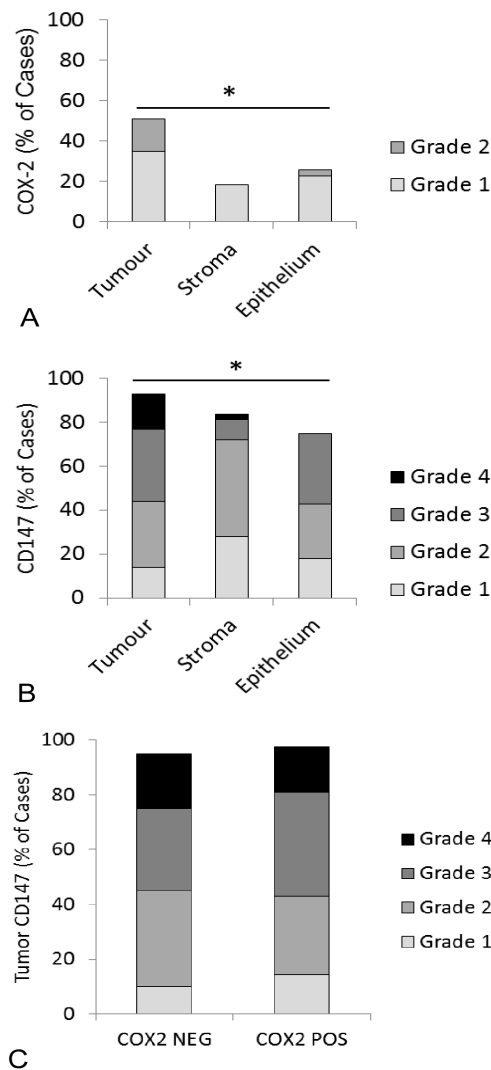 100
80
60
40
20
0
COX-2 (% of Cases)
*
Tumour
Stroma
Epithelium
Grade 2
Grade 1
A
100
80
60
40
20
0
CD147 (% of Cases)
*
Tumour
Stroma
Epithelium
Grade 4
Grade 3
Grade 2
Grade 1
B
100
80
60
40
20
0
Tumor CD147 (% of Cases)
COX2 NEG COX2 POS
Grade 4
Grade 3
Grade 2
Grade 1
C